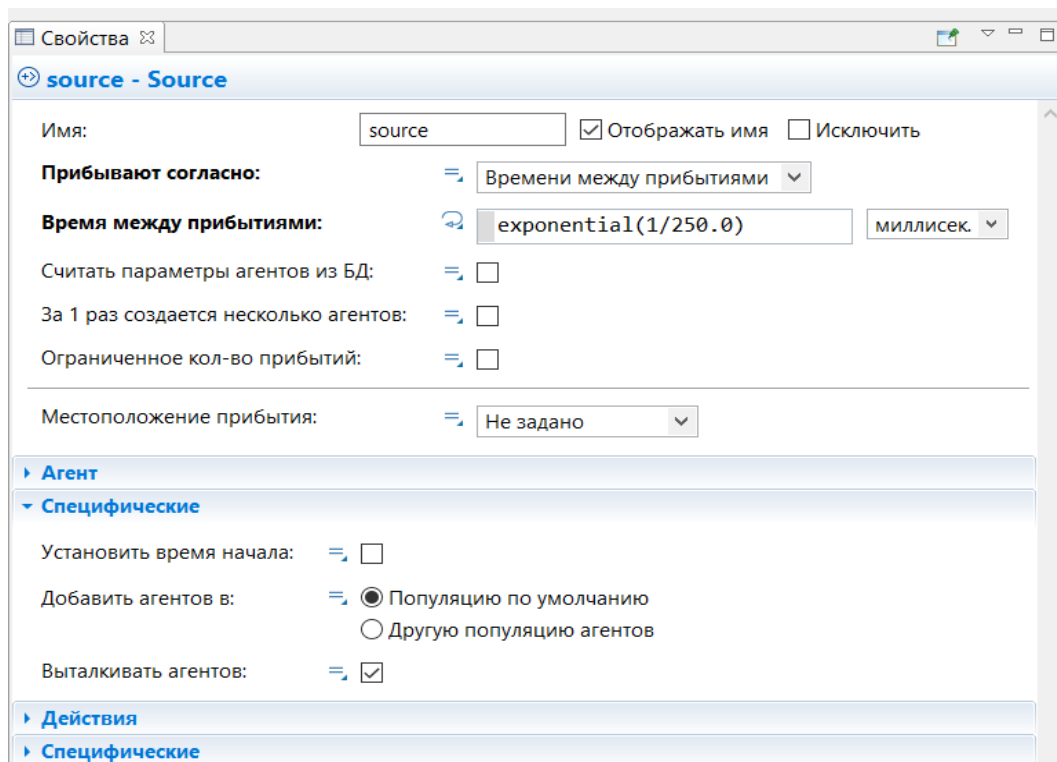 Свойства
source - Source
Имя: source Отображать имя Исключить
Прибывают согласно: Времени между прибытиями
Время между прибытиями: exponential(1/250.0) миллисек.
Считать параметры агентов из БД:
За 1 раз создается несколько агентов:
Ограниченное кол-во прибытий:
Местоположение прибытия: Не задано
Агент
Специфические
Установить время начала:
Добавить агентов в: Популяцию по умолчанию
Другую популяцию агентов
Выталкивать агентов:
Действия
Специфические